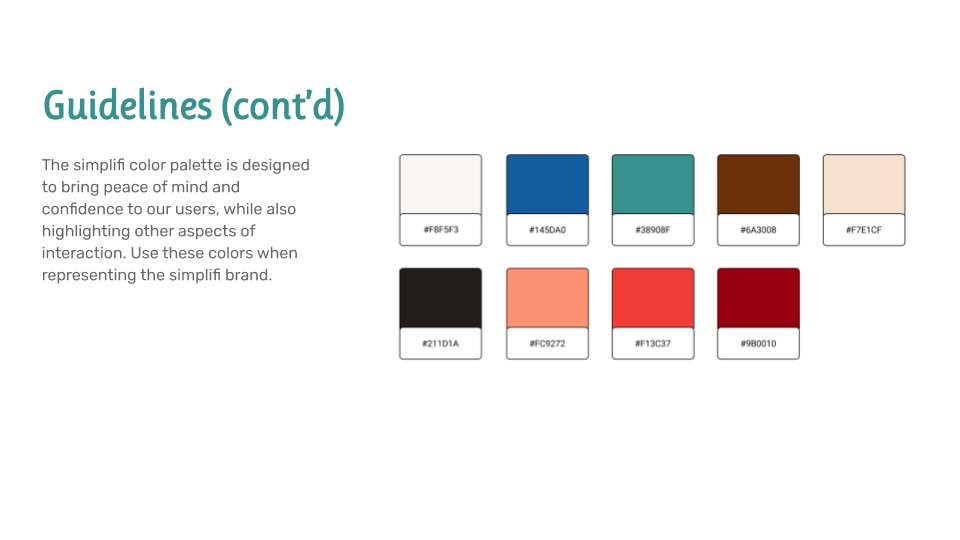 Guidelines (cont’d)
The simplifi color palette is designed
to bring peace of mind and
confidence to our users, while also
highlighting other aspects of
interaction. Use these colors when
representing the simplifi brand.
#F8F5F3
#145DA0
#38908F
#6A3008
#F7E1CF
#211D1A
#FC9272
#F13C37
#9B0010